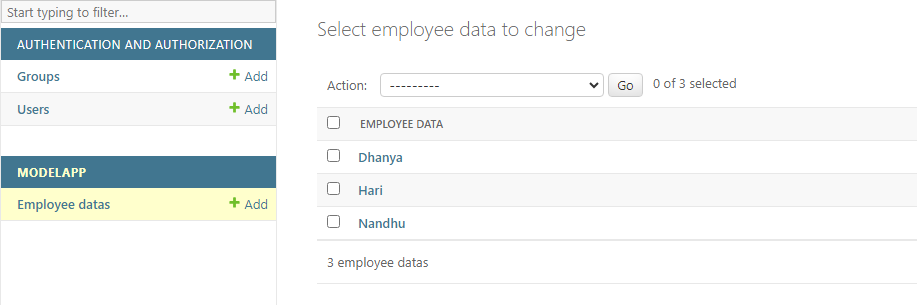 Start typing to filter...
AUTHENTICATION AND AUTHORIZATION
Groups + Add
Users + Add
MODELAPP
Employee datas + Add
Select employee data to change
Action: --------- Go 0 of 3 selected
EMPLOYEE DATA
Dhanya
Hari
Nandhu
3 employee datas